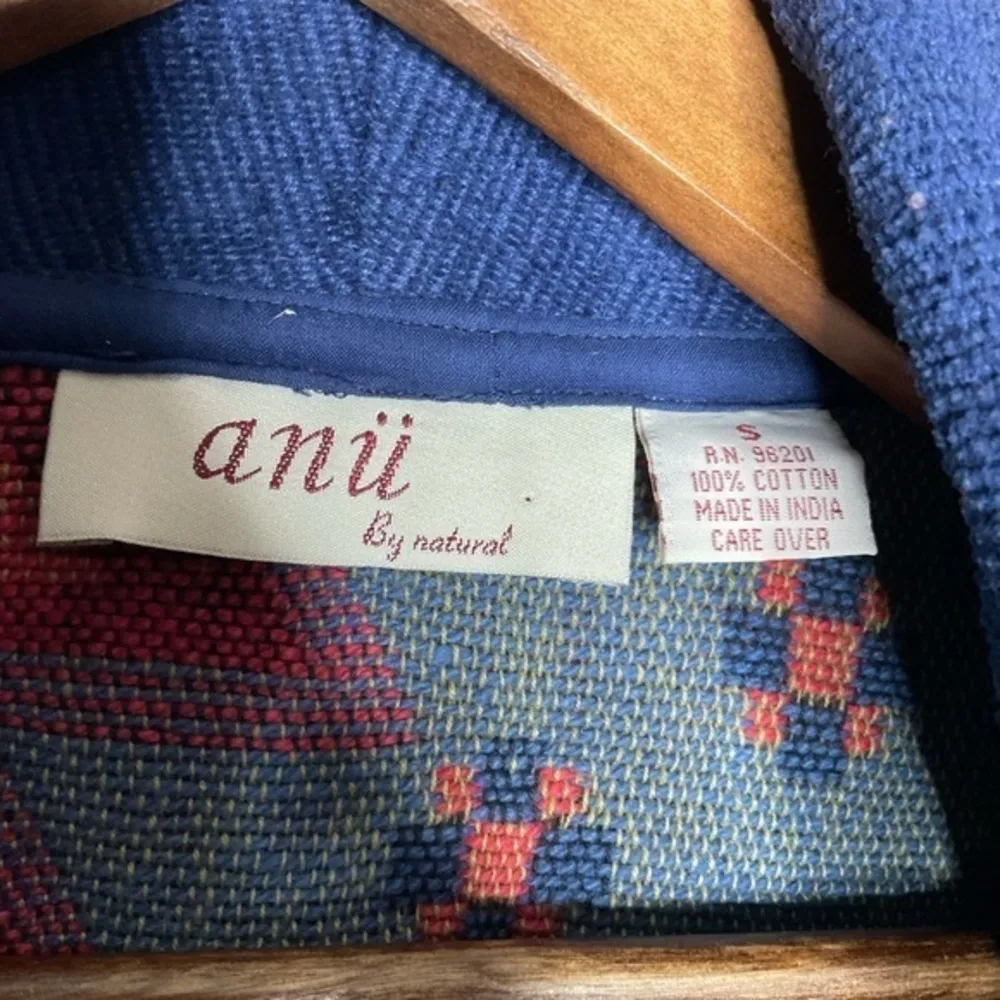 anü
By natural
S
R.N. 96201
100% COTTON
MADE IN INDIA
CARE OVER